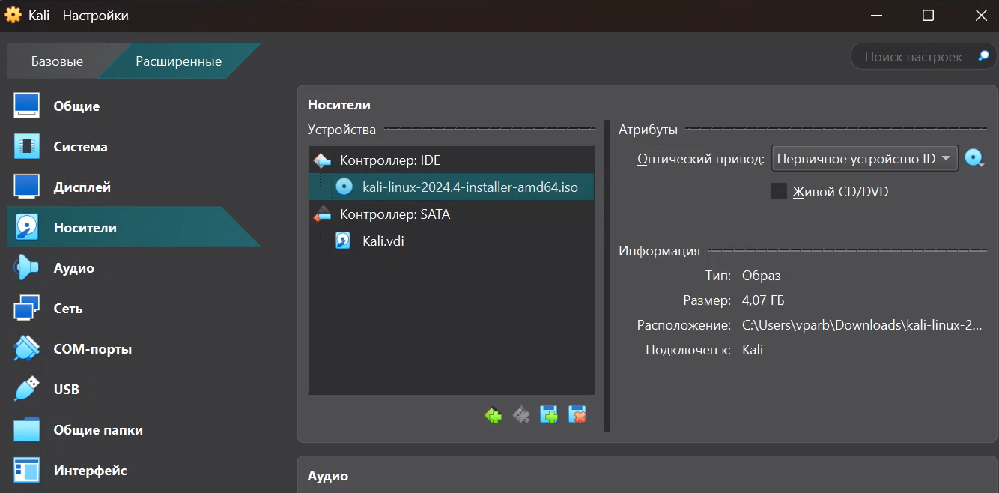 Kali - Настройки
Базовые
Расширенные
Поиск настроек
Общие
Система
Дисплей
Носители
Аудио
Сеть
COM-порты
USB
Общие папки
Интерфейс
Носители
Устройства
Контроллер: IDE
kali-linux-2024.4-installer-amd64.iso
Контроллер: SATA
Kali.vdi
Атрибуты
Оптический привод: Первичное устройство ID
Живой CD/DVD
Информация
Тип: Образ
Размер: 4,07 ГБ
Расположение: C:\Users\vparb\Downloads\kali-linux-2...
Подключен к: Kali
Аудио